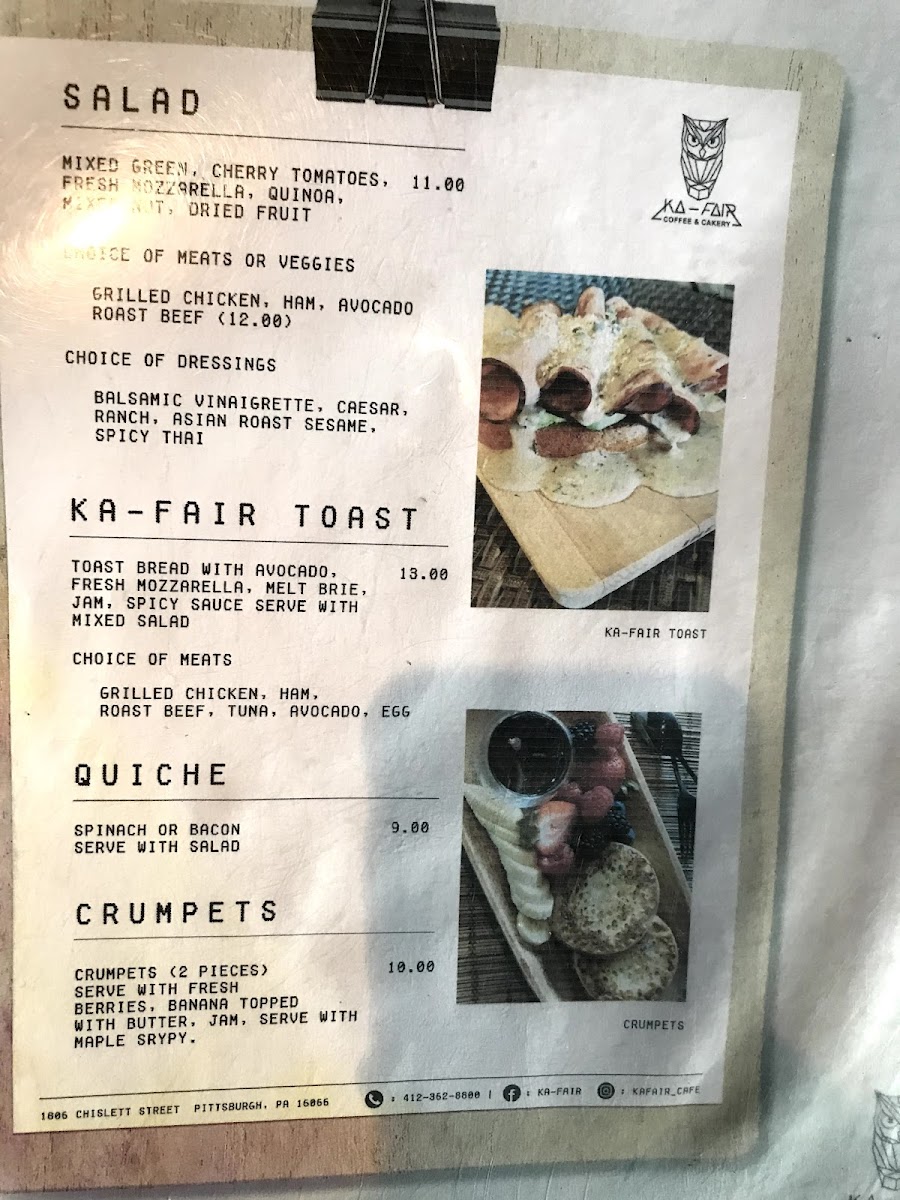 SALAD
MIXED GREEN, CHERRY TOMATOES, 11.00
FRESH MOZZARELLA, QUINOA,
MIXED NUT, DRIED FRUIT
CHOICE OF MEATS OR VEGGIES
GRILLED CHICKEN, HAM, AVOCADO
ROAST BEEF (12.00)
CHOICE OF DRESSINGS
BALSAMIC VINAIGRETTE, CAESAR,
RANCH, ASIAN ROAST SESAME,
SPICY THAI
KA-FAIR TOAST
TOAST BREAD WITH AVOCADO, 13.00
FRESH MOZZARELLA, MELT BRIE,
JAM, SPICY SAUCE SERVE WITH
MIXED SALAD
CHOICE OF MEATS
GRILLED CHICKEN, HAM,
ROAST BEEF, TUNA, AVOCADO, EGG
QUICHE
SPINACH OR BACON 9.00
SERVE WITH SALAD
CRUMPETS
CRUMPETS (2 PIECES) 10.00
SERVE WITH FRESH
BERRIES, BANANA TOPPED
WITH BUTTER, JAM, SERVE WITH
MAPLE SRYPY.
KA-FAIR
COFFEE & CAKERY
KA-FAIR TOAST
CRUMPETS
1806 CHISLETT STREET PITTSBURGH, PA 16066 : 412-362-8800 | : KA-FAIR : KAFAIR_CAFE